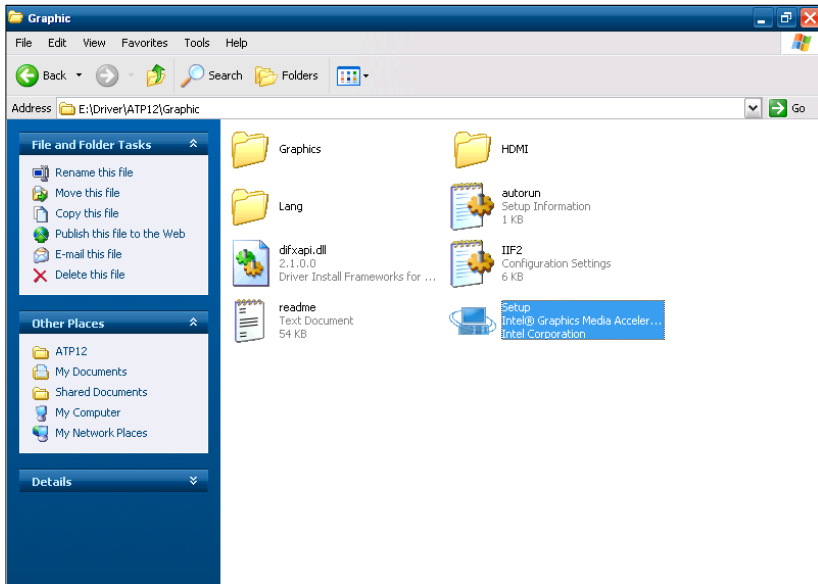 Graphic
File Edit View Favorites Tools Help
Back Search Folders
Address E:\Driver\ATP12\Graphic Go
File and Folder Tasks
Rename this file
Move this file
Copy this file
Publish this file to the Web
E-mail this file
Delete this file
Other Places
ATP12
My Documents
Shared Documents
My Computer
My Network Places
Details
Graphics
HDMI
Lang
autorun
Setup Information
1 KB
difxapi.dll
2.1.0.0
Driver Install Frameworks for ...
IIF2
Configuration Settings
6 KB
readme
Text Document
54 KB
Setup
Intel® Graphics Media Acceler...
Intel Corporation